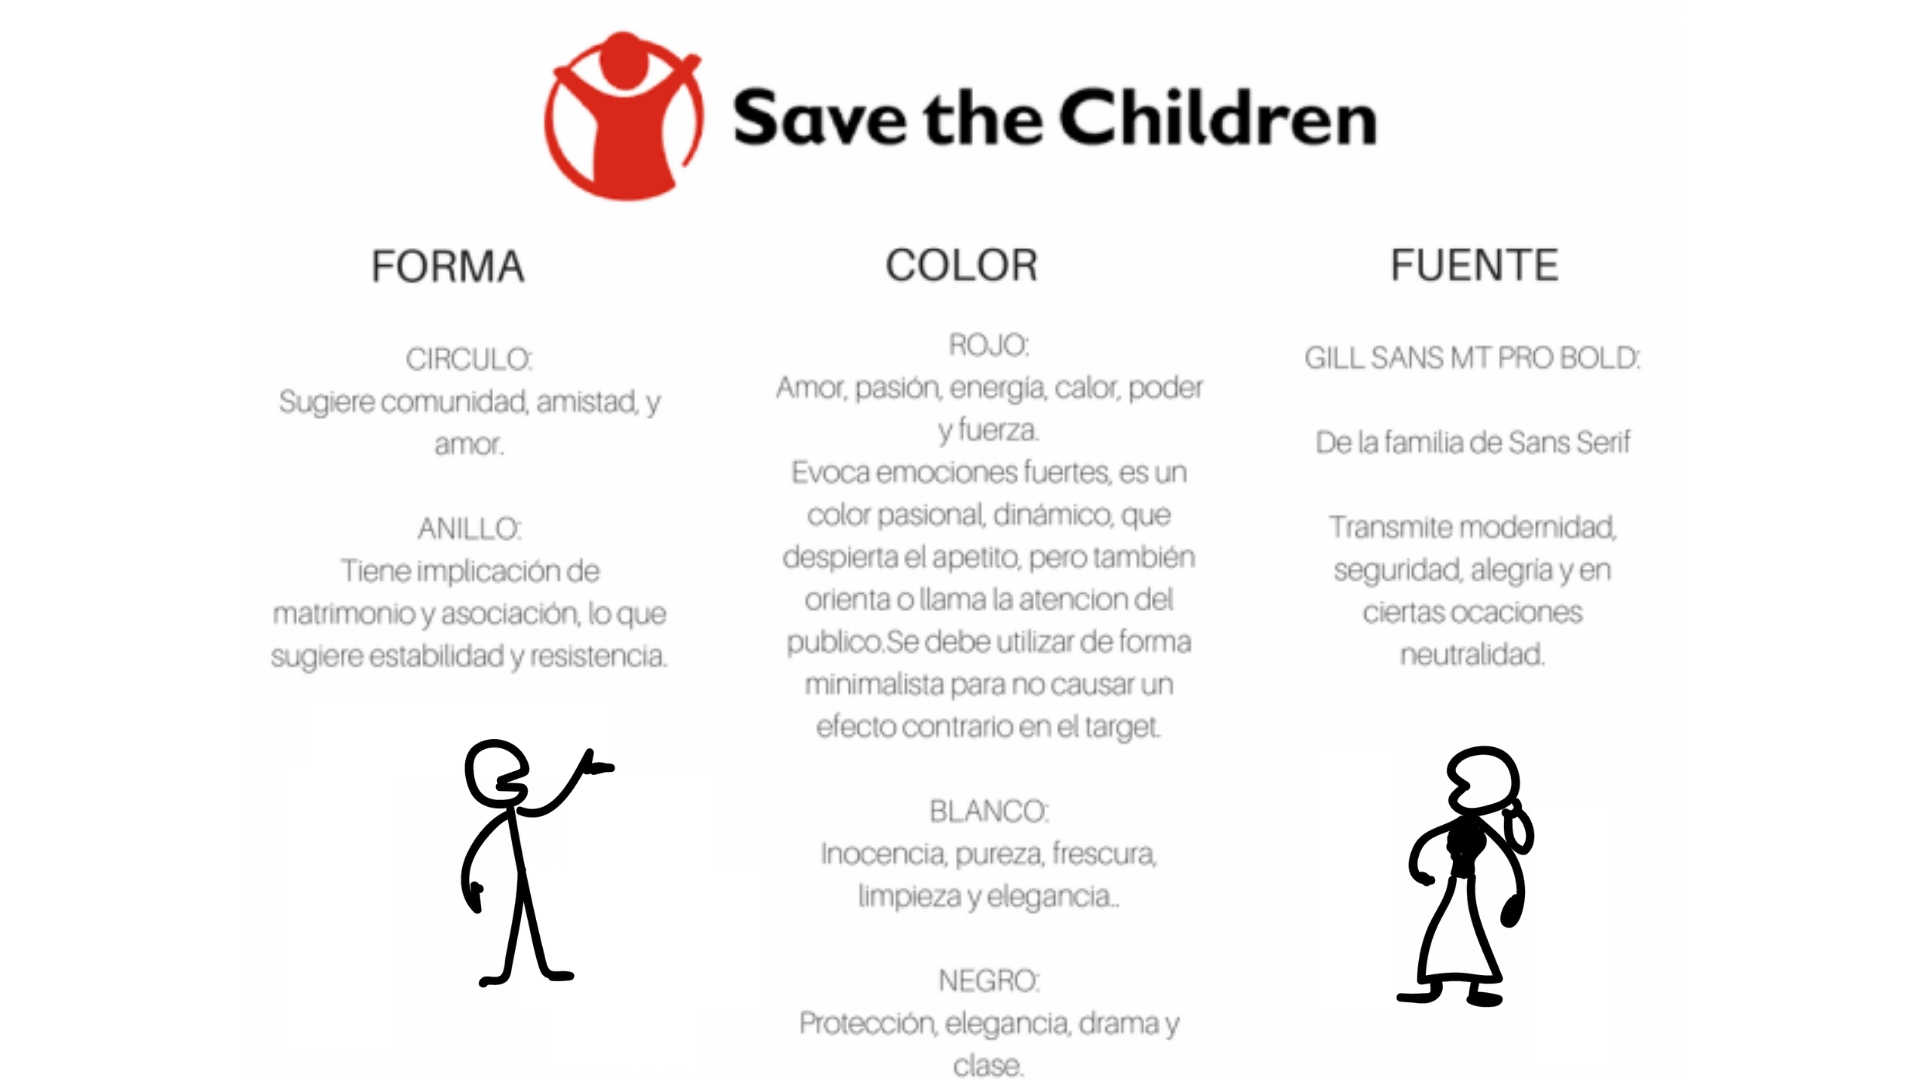 Save the Children
FORMA
CIRCULO:
Sugiere comunidad, amistad, y
amor.
ANILLO:
Tiene implicación de
matrimonio y asociación, lo que
sugiere estabilidad y resistencia.
COLOR
ROJO:
Amor, pasión, energía, calor, poder
y fuerza.
Evoca emociones fuertes, es un
color pasional, dinámico, que
despierta el apetito, pero también
orienta o llama la atencion del
publico.Se debe utilizar de forma
minimalista para no causar un
efecto contrario en el target.
BLANCO:
Inocencia, pureza, frescura,
limpieza y elegancia..
NEGRO:
Protección, elegancia, drama y
clase.
FUENTE
GILL SANS MT PRO BOLD:
De la familia de Sans Serif
Transmite modernidad,
seguridad, alegria y en
ciertas ocaciones
neutralidad.